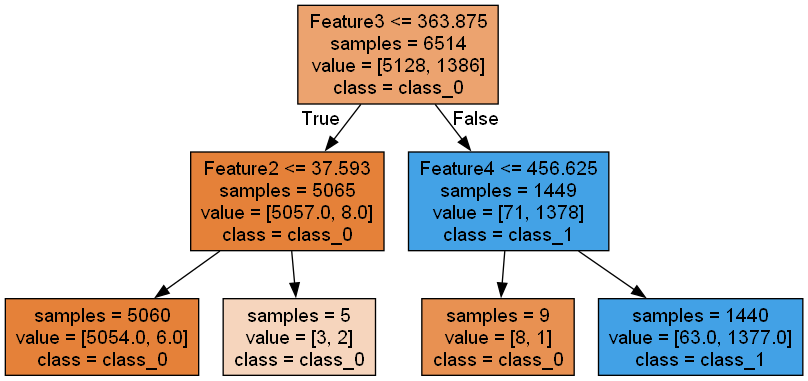 Feature3 <= 363.875
samples = 6514
value = [5128, 1386]
class = class_0
True
False
Feature2 <= 37.593
samples = 5065
value = [5057.0, 8.0]
class = class_0
Feature4 <= 456.625
samples = 1449
value = [71, 1378]
class = class_1
samples = 5060
value = [5054.0, 6.0]
class = class_0
samples = 5
value = [3, 2]
class = class_0
samples = 9
value = [8, 1]
class = class_0
samples = 1440
value = [63.0, 1377.0]
class = class_1